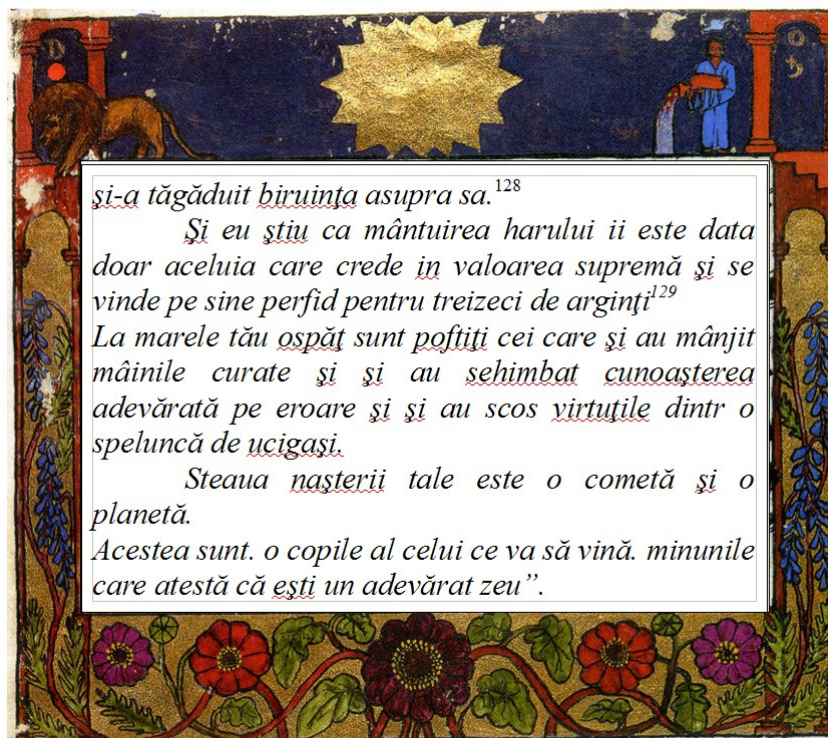 şi-a tăgăduit biruinţa asupra sa.128
Şi eu ştiu ca mântuirea harului ii este data
doar aceluia care crede in valoarea supremă şi se
vinde pe sine perfid pentru treizeci de arginţi129
La marele tău ospăţ sunt poftiţi cei care şi au mânjit
mâinile curate şi şi au sehimbat cunoaşterea
adevărată pe eroare şi şi au scos virtuţile dintr o
speluncă de ucigaşi.
Steaua naşterii tale este o cometă şi o
planetă.
Acestea sunt. o copile al celui ce va să vină. minunile
care atestă că eşti un adevărat zeu”.